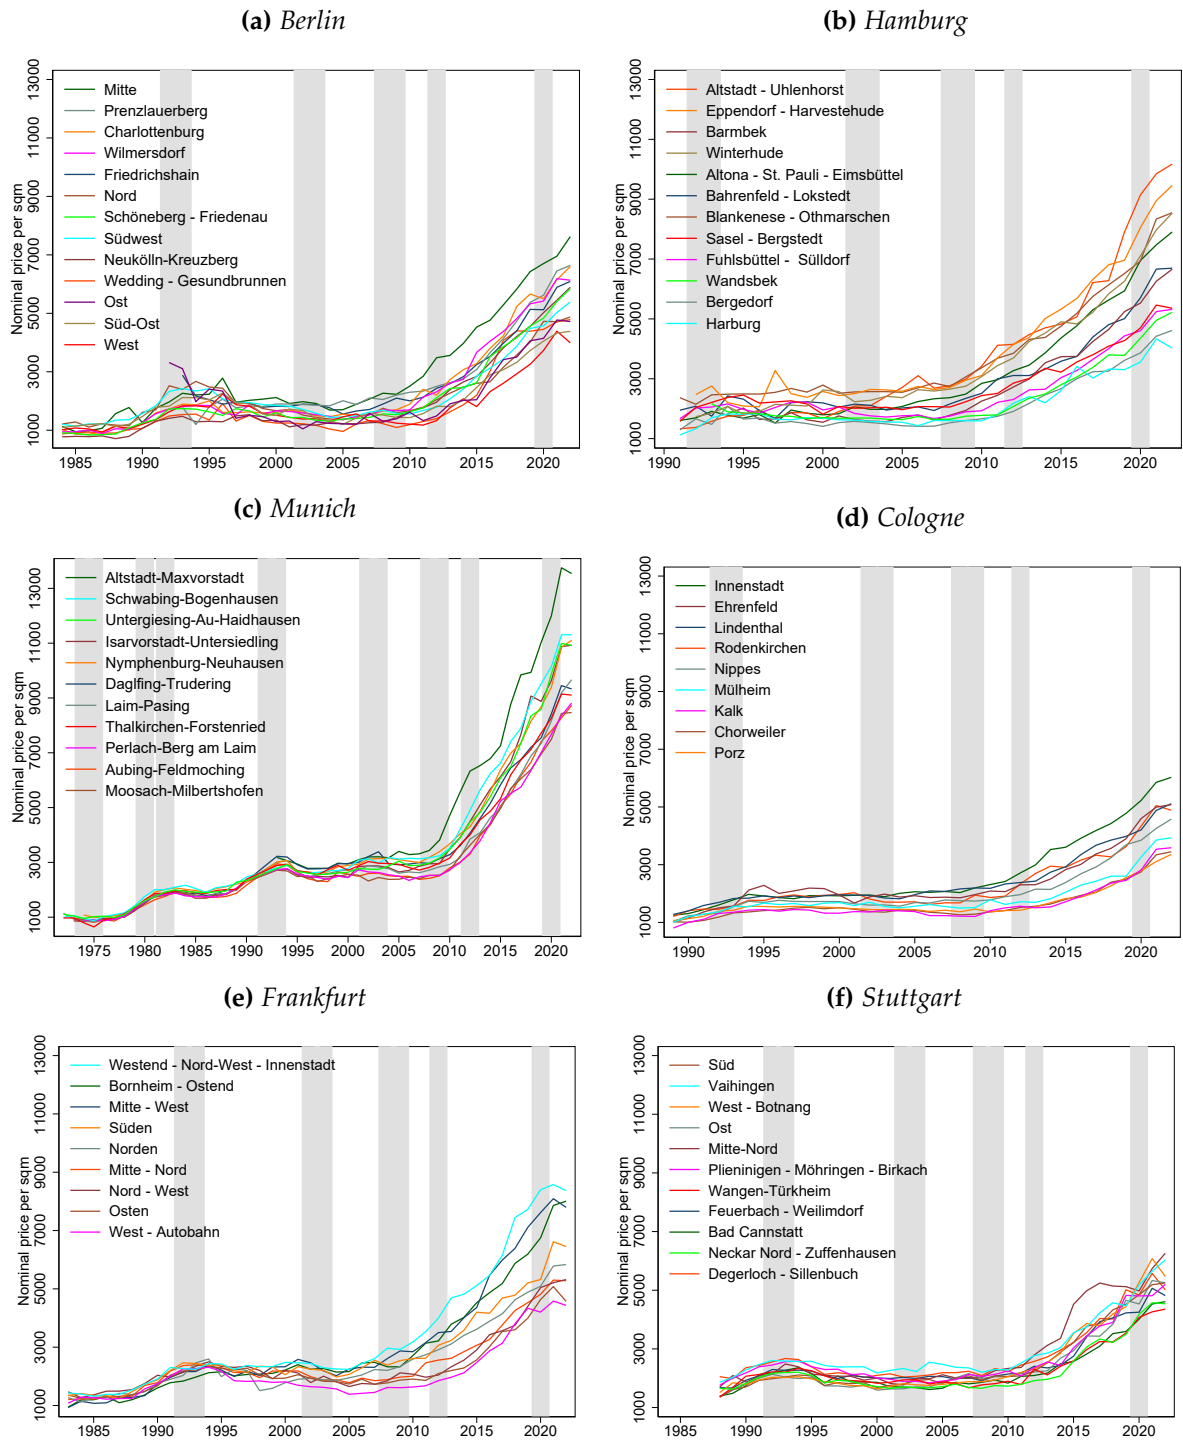 (a) Berlin
Nominal price per sqm
13000
11000
9000
7000
5000
3000
1000
Mitte
Prenzlauerberg
Charlottenburg
Wilmersdorf
Friedrichshain
Nord
Schöneberg - Friedenau
Südwest
Neukölln-Kreuzberg
Wedding - Gesundbrunnen
Ost
Süd-Ost
West
1985 1990 1995 2000 2005 2010 2015 2020
(b) Hamburg
Nominal price per sqm
13000
11000
9000
7000
5000
3000
1000
Altstadt - Uhlenhorst
Eppendorf - Harvestehude
Barmbek
Winterhude
Altona - St. Pauli - Eimsbüttel
Bahrenfeld - Lokstedt
Blankenese - Othmarschen
Sasel - Bergstedt
Fuhlsbüttel - Sülldorf
Wandsbek
Bergedorf
Harburg
1990 1995 2000 2005 2010 2015 2020
(c) Munich
Nominal price per sqm
13000
11000
9000
7000
5000
3000
1000
Altstadt-Maxvorstadt
Schwabing-Bogenhausen
Untergiesing-Au-Haidhausen
Isarvorstadt-Untersiedling
Nymphenburg-Neuhausen
Daglfing-Trudering
Laim-Pasing
Thalkirchen-Forstenried
Perlach-Berg am Laim
Aubing-Feldmoching
Moosach-Milbertshofen
1975 1980 1985 1990 1995 2000 2005 2010 2015 2020
(d) Cologne
Nominal price per sqm
13000
11000
9000
7000
5000
3000
1000
Innenstadt
Ehrenfeld
Lindenthal
Rodenkirchen
Nippes
Mülheim
Kalk
Chorweiler
Porz
1990 1995 2000 2005 2010 2015 2020
(e) Frankfurt
Nominal price per sqm
13000
11000
9000
7000
5000
3000
1000
Westend - Nord-West - Innenstadt
Bornheim - Ostend
Mitte - West
Süden
Norden
Mitte - Nord
Nord - West
Osten
West - Autobahn
1985 1990 1995 2000 2005 2010 2015 2020
(f) Stuttgart
Nominal price per sqm
13000
11000
9000
7000
5000
3000
1000
Süd
Vaihingen
West - Botnang
Ost
Mitte-Nord
Plieninigen - Möhringen - Birkach
Wangen-Türkheim
Feuerbach - Weilimdorf
Bad Cannstatt
Neckar Nord - Zuffenhausen
Degerloch - Sillenbuch
1985 1990 1995 2000 2005 2010 2015 2020